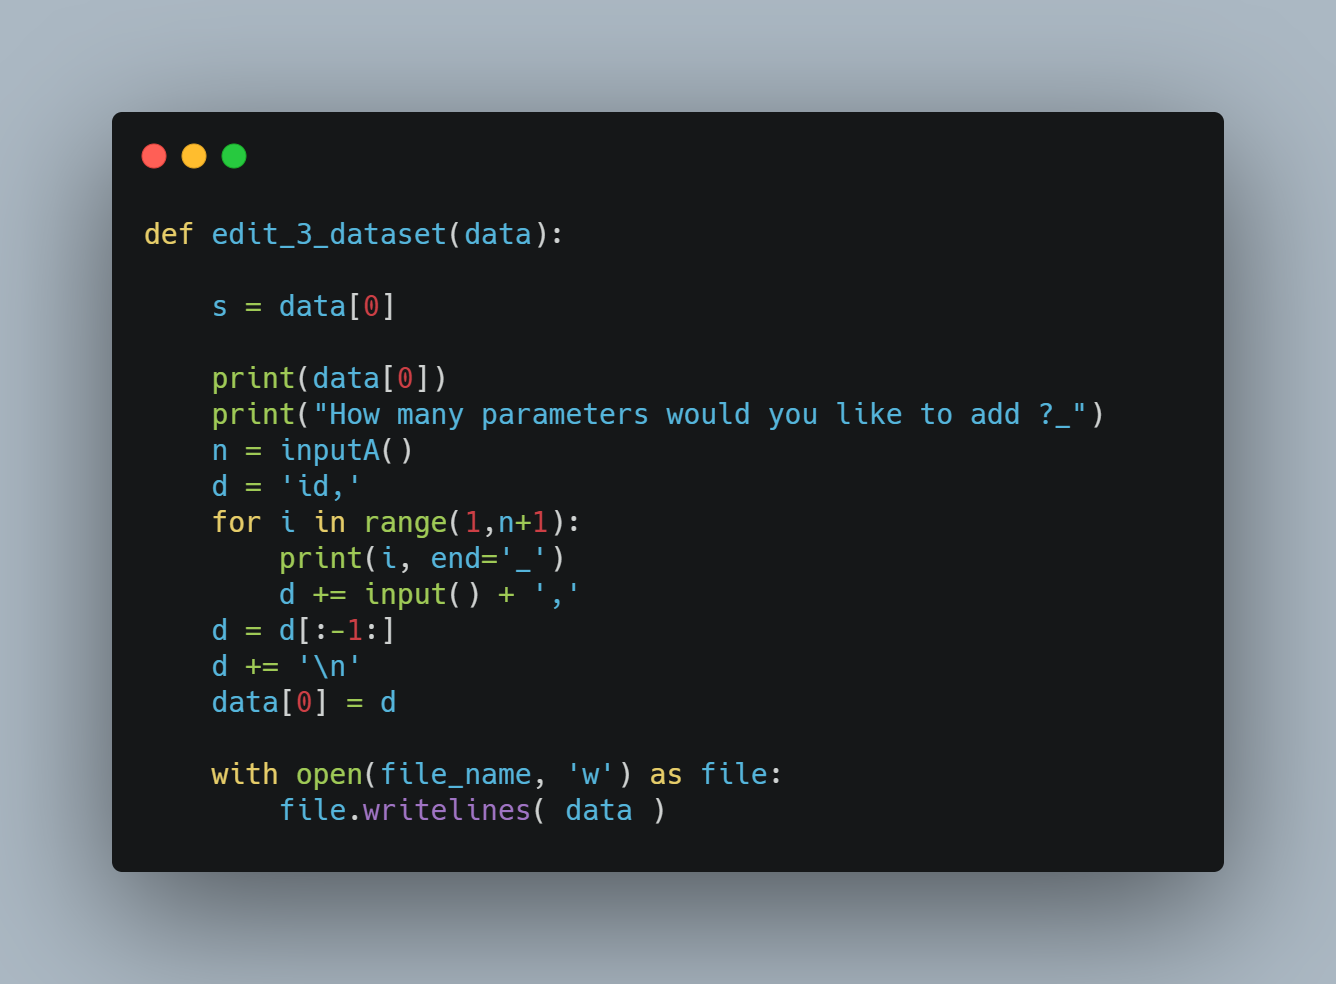 def edit_3_dataset(data):

    s = data[0]

    print(data[0])
    print("How many parameters would you like to add ?_")
    n = inputA()
    d = 'id,'
    for i in range(1,n+1):
        print(i, end='_')
        d += input() + ','
    d = d[:-1:]
    d += '\n'
    data[0] = d

    with open(file_name, 'w') as file:
        file.writelines( data )